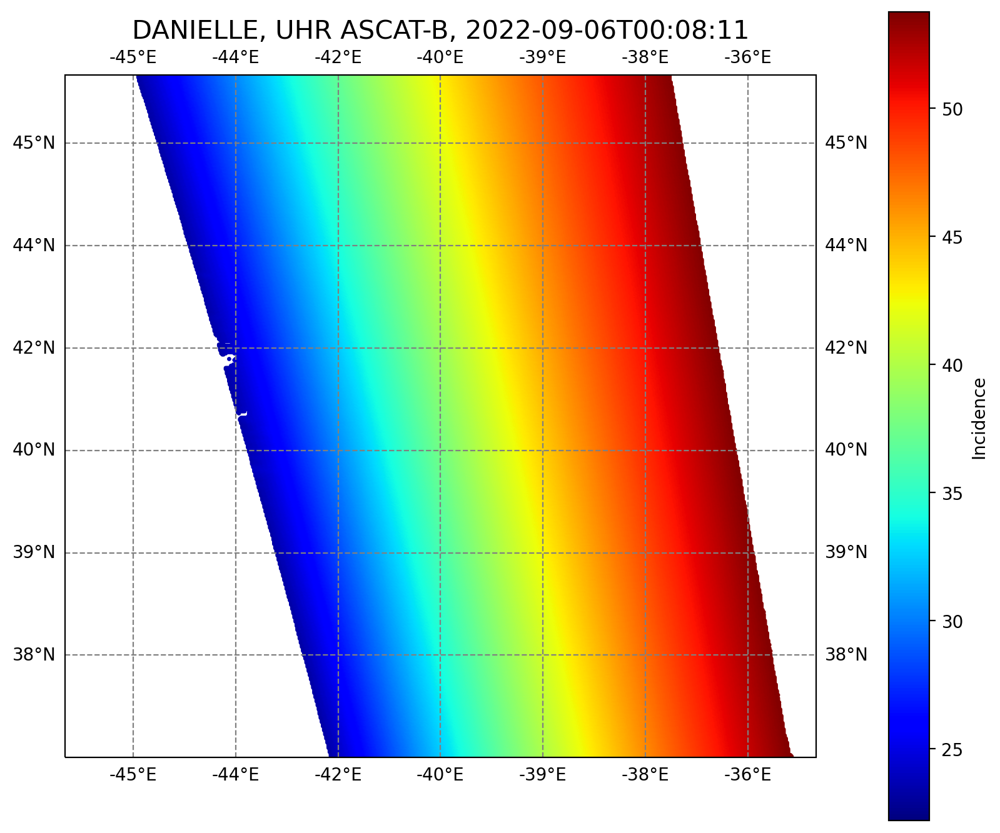 DANIELLE, UHR ASCAT-B, 2022-09-06T00:08:11
-45°E -44°E -42°E -40°E -39°E -38°E -36°E
45°N 45°N
44°N 44°N
42°N 42°N
40°N 40°N
39°N 39°N
38°N 38°N
-45°E -44°E -42°E -40°E -39°E -38°E -36°E
50
45
40
35
30
25
Incidence